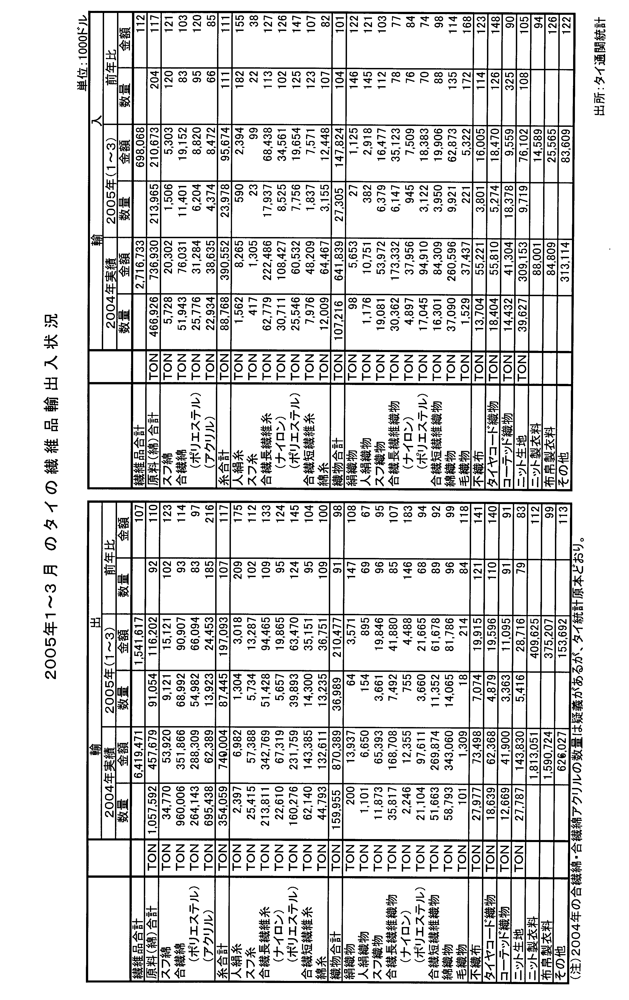 2005年1～3月 のタイの繊維品輸出入状況
単位：1000ドル
輸 出
2004年実績 2005年（1～3） 前年比
数量 金額 数量 金額 数量 金額
繊維品合計 6,419,471 1,541,617 107
原料（綿）合計 TON 1,057,592 457,679 91,054 116,202 92 110
スフ綿 TON 34,770 53,920 9,121 15,121 102 123
合繊綿 TON 960,006 351,866 68,992 90,907 93 114
（ポリエステル） TON 264,143 288,309 54,982 66,094 83 97
（アクリル） TON 695,438 62,389 13,923 24,453 185 216
糸合計 TON 354,059 740,004 87,445 197,093 107 117
人絹糸 TON 2,397 6,982 1,304 3,018 209 175
スフ糸 TON 25,415 57,388 5,734 13,287 102 112
合繊長繊維糸 TON 213,811 342,769 51,428 94,465 109 133
（ナイロン） TON 22,610 67,319 5,657 19,865 95 124
（ポリエステル） TON 160,276 231,759 39,893 63,470 124 145
合繊短繊維糸 TON 62,140 143,385 14,300 35,151 95 104
綿糸 TON 44,793 132,611 13,235 36,751 109 100
織物合計 TON 159,955 870,389 36,989 210,477 91 98
絹織物 TON 200 13,937 64 3,571 147 108
人絹織物 TON 1,101 6,650 154 895 69 67
スフ織物 TON 11,873 65,393 3,661 19,846 96 95
合繊長繊維織物 TON 35,817 168,708 7,492 41,880 85 107
（ナイロン） TON 2,246 12,355 755 4,488 146 183
（ポリエステル） TON 21,104 97,611 3,660 21,665 68 94
合繊短繊維織物 TON 51,663 269,874 11,352 61,678 89 92
綿織物 TON 58,793 343,060 14,065 81,786 96 99
毛織物 TON 101 1,309 18 214 84 118
不織布 TON 27,977 73,498 7,074 19,915 121 141
タイヤコード織物 TON 18,639 62,368 4,879 19,596 110 140
コーテッド織物 TON 12,669 41,900 3,363 11,095 91 91
ニット生地 TON 27,787 143,830 5,416 28,716 79 83
ニット製衣料 1,813,051 409,625 112
布帛製衣料 1,590,724 375,207 99
その他 626,027 153,692 113
（注）2004年の合繊綿・合繊綿アクリルの数量は疑義があるが、タイ統計原本どおり。
輸 入
2004年実績 2005年（1～3） 前年比
数量 金額 数量 金額 数量 金額
繊維品合計 2,716,733 698,068 112
原料（綿）合計 TON 466,926 736,930 213,965 210,673 204 117
スフ綿 TON 5,728 20,302 1,506 5,303 120 121
合繊綿 TON 51,943 76,031 11,401 19,152 83 103
（ポリエステル） TON 25,776 31,284 6,204 8,820 95 120
（アクリル） TON 22,934 38,635 4,374 8,472 66 85
糸合計 TON 88,768 390,552 23,978 95,674 111 111
人絹糸 TON 1,562 8,265 590 2,394 182 155
スフ糸 TON 417 1,305 23 99 22 38
合繊長繊維糸 TON 62,779 222,486 17,937 68,438 113 127
（ナイロン） TON 30,711 108,427 8,525 34,561 102 126
（ポリエステル） TON 25,546 60,532 7,756 19,654 125 147
合繊短繊維糸 TON 7,976 48,209 1,837 7,571 123 107
綿糸 TON 12,009 64,467 3,155 12,448 107 82
織物合計 TON 107,216 641,839 27,305 147,824 104 101
絹織物 TON 98 5,653 27 1,125 146 122
人絹織物 TON 1,176 10,751 382 2,918 145 121
スフ織物 TON 19,081 53,972 6,379 16,477 112 103
合繊長繊維織物 TON 30,362 173,332 6,147 35,123 78 77
（ナイロン） TON 4,897 37,956 945 7,509 76 84
（ポリエステル） TON 17,045 94,910 3,122 18,383 70 74
合繊短繊維織物 TON 16,301 84,309 3,950 19,906 88 98
綿織物 TON 37,090 260,596 9,921 62,873 135 114
毛織物 TON 1,529 37,437 221 5,322 172 168
不織布 TON 13,704 55,221 3,801 16,005 114 123
タイヤコード織物 TON 18,404 55,810 5,274 18,470 126 148
コーテッド織物 TON 14,432 41,304 18,378 9,559 325 90
ニット生地 TON 39,627 309,153 9,719 76,102 108 105
ニット製衣料 88,001 14,589 94
布帛製衣料 84,809 25,565 126
その他 313,114 83,609 122
出所：タイ通関統計